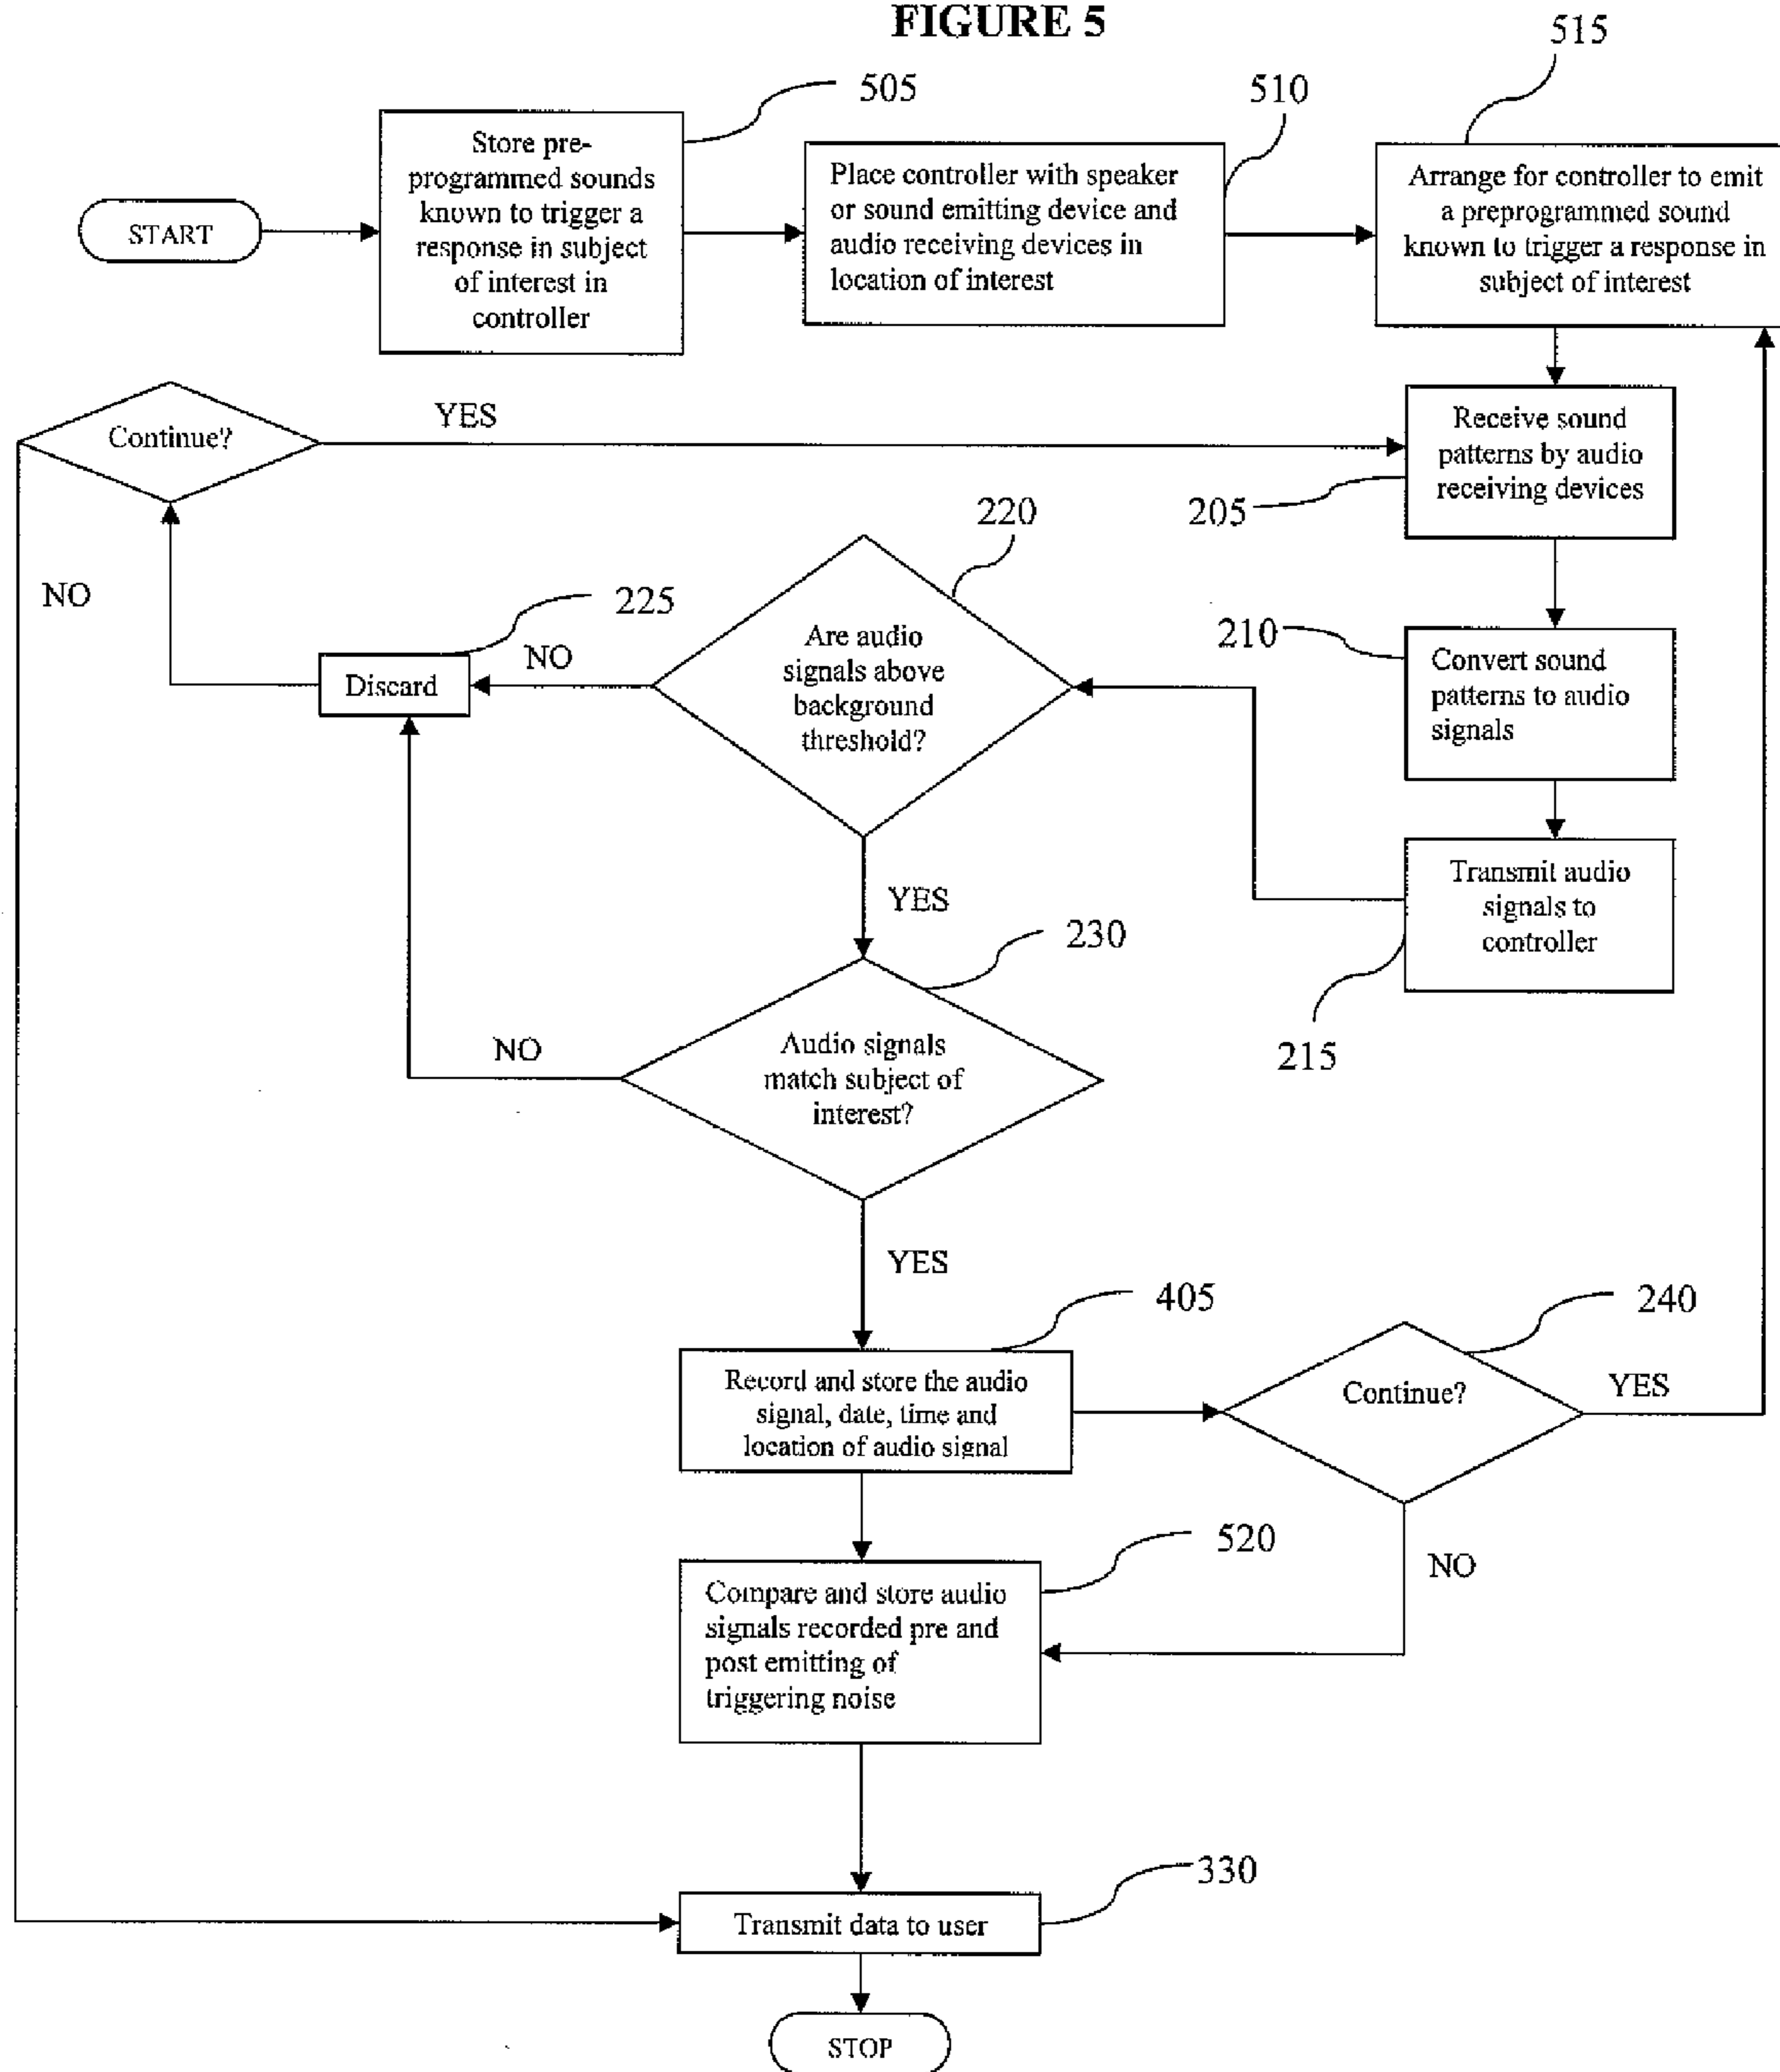 FIGURE 5
515
505
510
START
Store pre-
programmed sounds
known to trigger a
response in subject
of interest in
controller
Place controller with speaker
or sound emitting device and
audio receiving devices in
location of interest
Arrange for controller to emit
a preprogrammed sound
known to trigger a response in
subject of interest
Continue?
YES
Receive sound
patterns by audio
receiving devices
205
220
NO
225
Discard
NO
Are audio
signals above
background
threshold?
210
Convert sound
patterns to audio
signals
YES
Transmit audio
signals to
controller
215
230
NO
Audio signals
match subject of
interest?
YES
405
240
Record and store the audio
signal, date, time and
location of audio signal
Continue?
YES
520
NO
Compare and store audio
signals recorded pre and
post emitting of
triggering noise
330
Transmit data to user
STOP